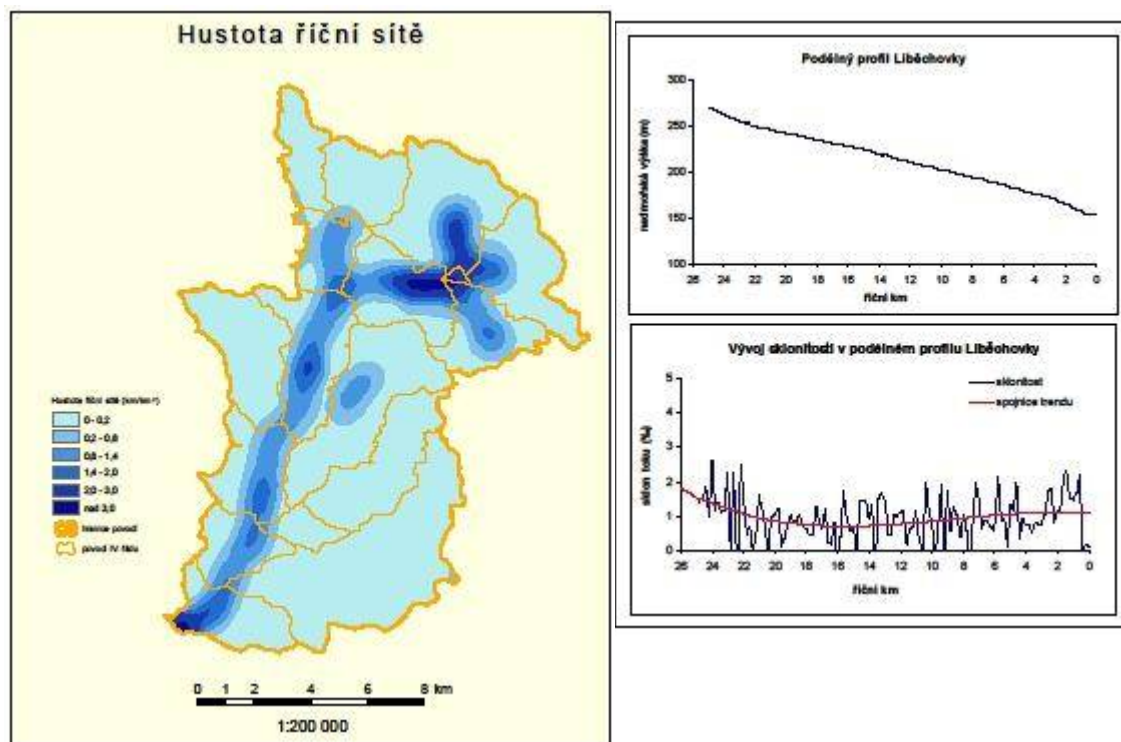 Hustota říční sítě
Hustota říční sítě (km/km²)
0 - 0,2
0,2 - 0,8
0,8 - 1,4
1,4 - 2,0
2,0 - 3,0
nad 3,0
hranice povodí
povodí IV řádu
0 1 2 4 6 8 km
1:200 000
Podélný profil Liběchovky
nadmořská výška (m)
300
250
200
150
100
26 24 22 20 18 16 14 12 10 8 6 4 2 0
říční km
Vývoj sklonitosti v podélném profilu Liběchovky
sklon toku (‰)
5
4
3
2
1
0
sklonitost
spojnice trendu
26 24 22 20 18 16 14 12 10 8 6 4 2 0
říční km